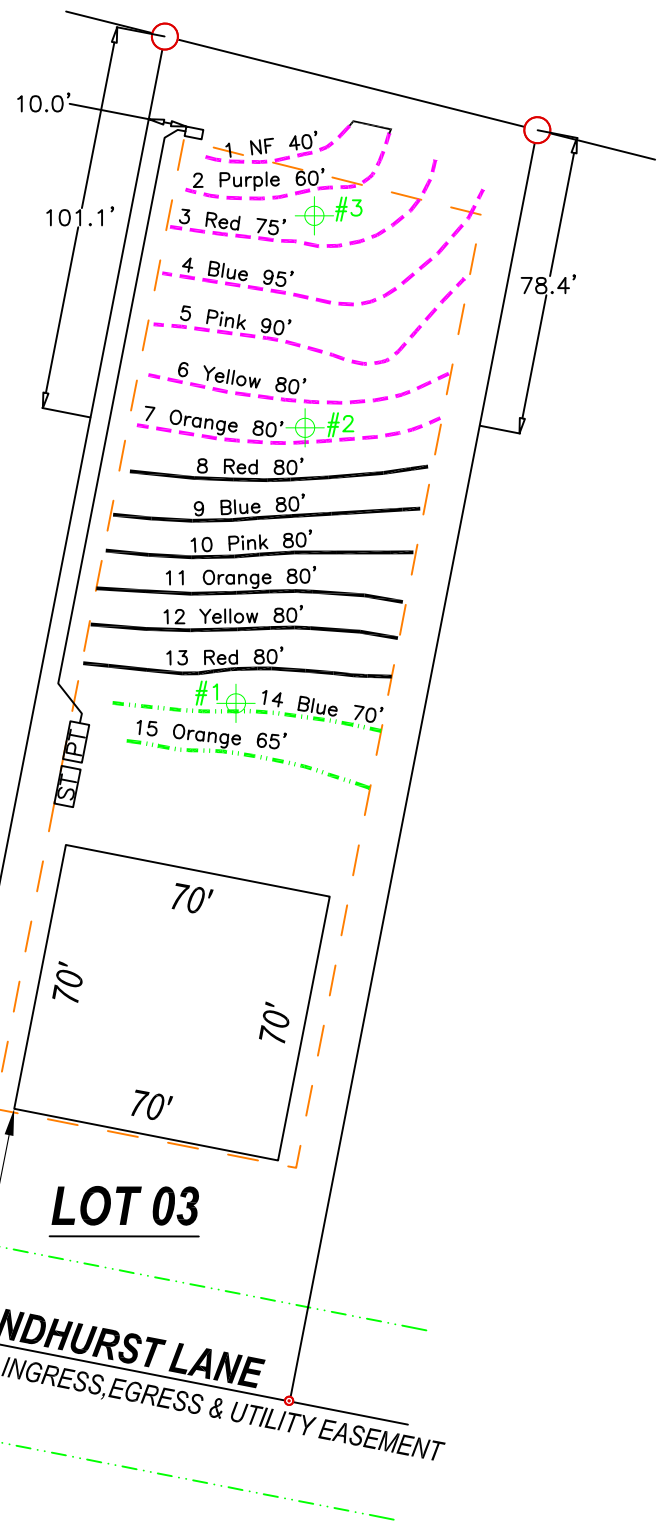 10.0'
1 NF 40'
2 Purple 60'
#3
3 Red 75'
101.1'
4 Blue 95'
78.4'
5 Pink 90'
6 Yellow 80'
7 Orange 80'
#2
8 Red 80'
9 Blue 80'
10 Pink 80'
11 Orange 80'
12 Yellow 80'
13 Red 80'
#1
14 Blue 70'
15 Orange 65'
PT
ST
70'
70'
70'
70'
LOT 03
NDHURST LANE
INGRESS,EGRESS & UTILITY EASEMENT